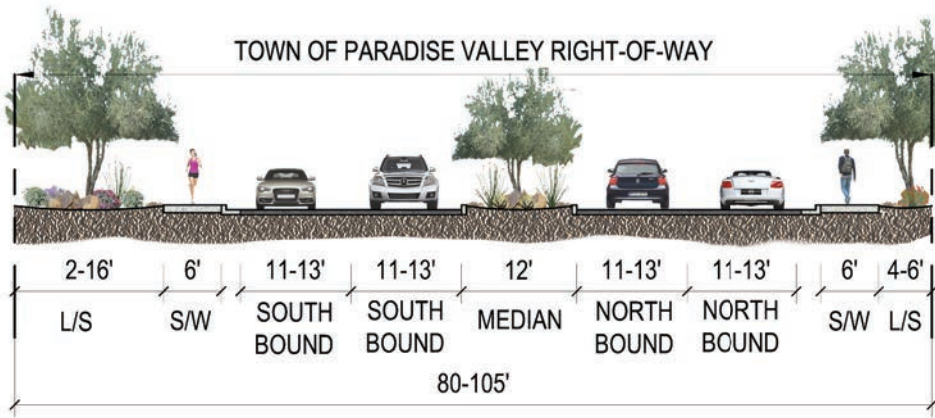 TOWN OF PARADISE VALLEY RIGHT-OF-WAY
2-16' 6' 11-13' 11-13' 12' 11-13' 11-13' 6' 4-6'
L/S S/W SOUTH BOUND SOUTH BOUND MEDIAN NORTH BOUND NORTH BOUND S/W L/S
80-105'